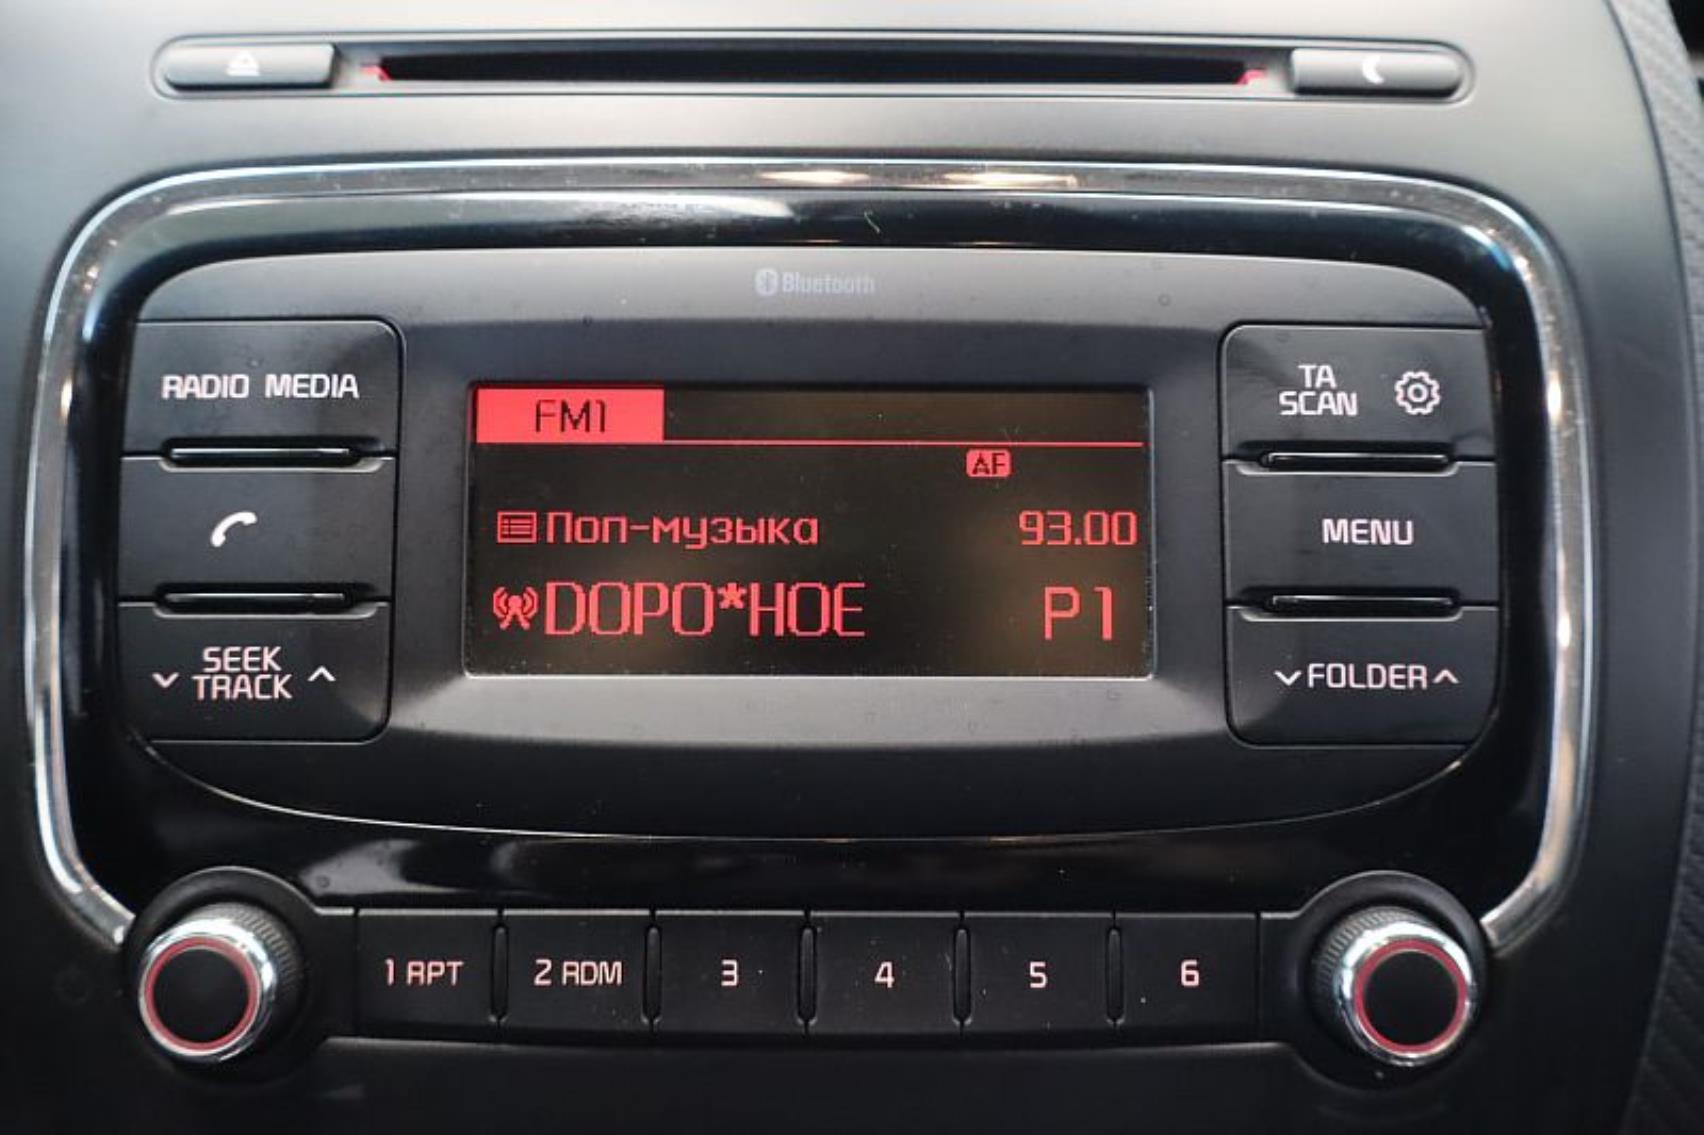 Bluetooth
RADIO MEDIA
TA
SCAN
FM1
AF
Поп-музыка 93.00
MENU
DOPO*HOE P1
SEEK
TRACK
FOLDER
1 RPT
2 RDM
3
4
5
6